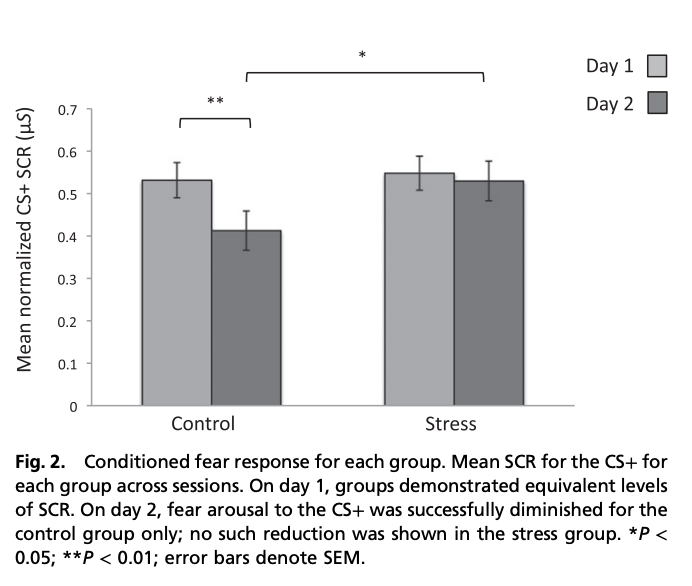 *
Day 1
Day 2
Mean normalized CS+ SCR (µS)
**
0.7
0.6
0.5
0.4
0.3
0.2
0.1
0
Control
Stress
Fig. 2. Conditioned fear response for each group. Mean SCR for the CS+ for
each group across sessions. On day 1, groups demonstrated equivalent levels
of SCR. On day 2, fear arousal to the CS+ was successfully diminished for the
control group only; no such reduction was shown in the stress group. *P <
0.05; **P < 0.01; error bars denote SEM.